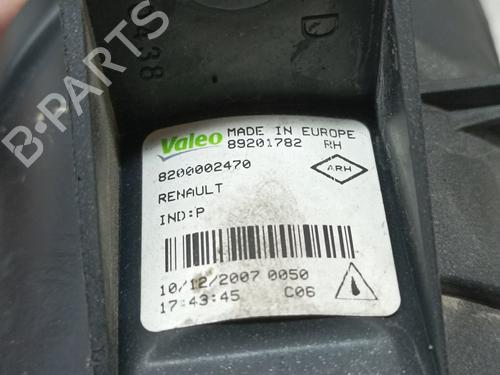 0438
D
B-PARTS
Valeo MADE IN EUROPE
89201782 RH
8200002470
ARH
RENAULT
IND:P
10/12/2007 0050
17:43:45 C06